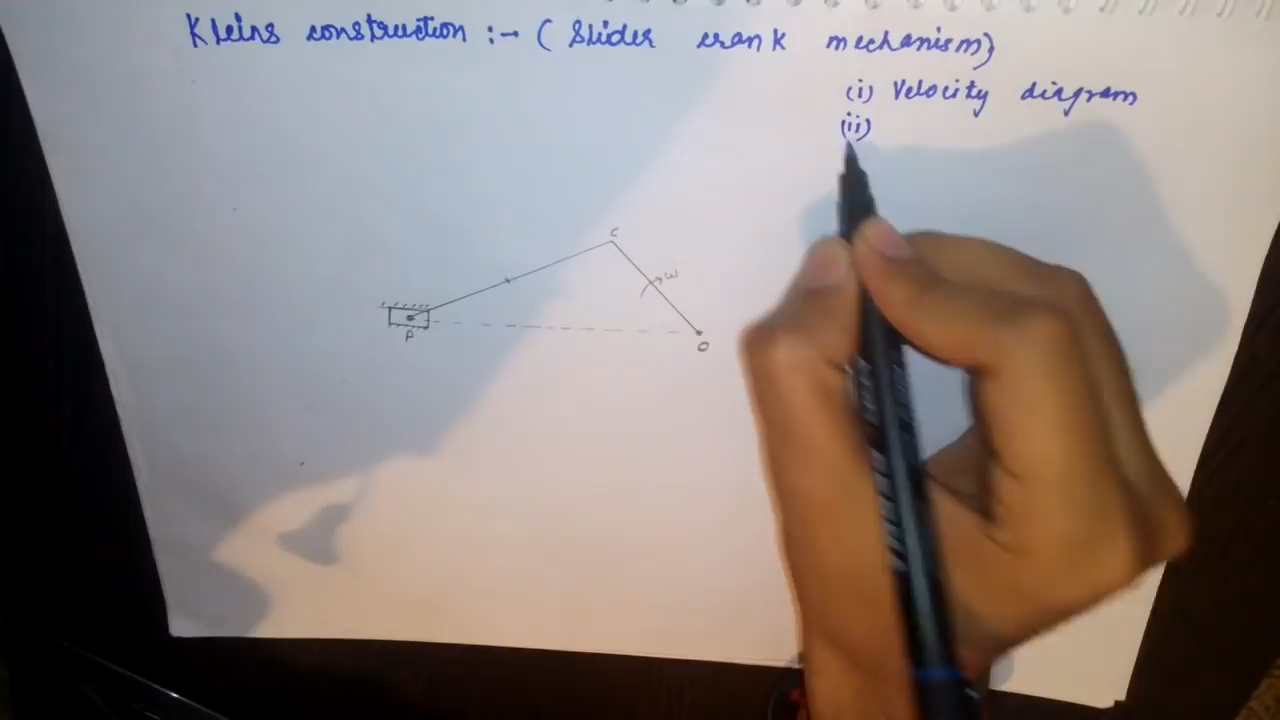 Kleins construction :- ( Slider crank mechanism)
(i) Velocity diagram
(ii)
C
ω
P
O